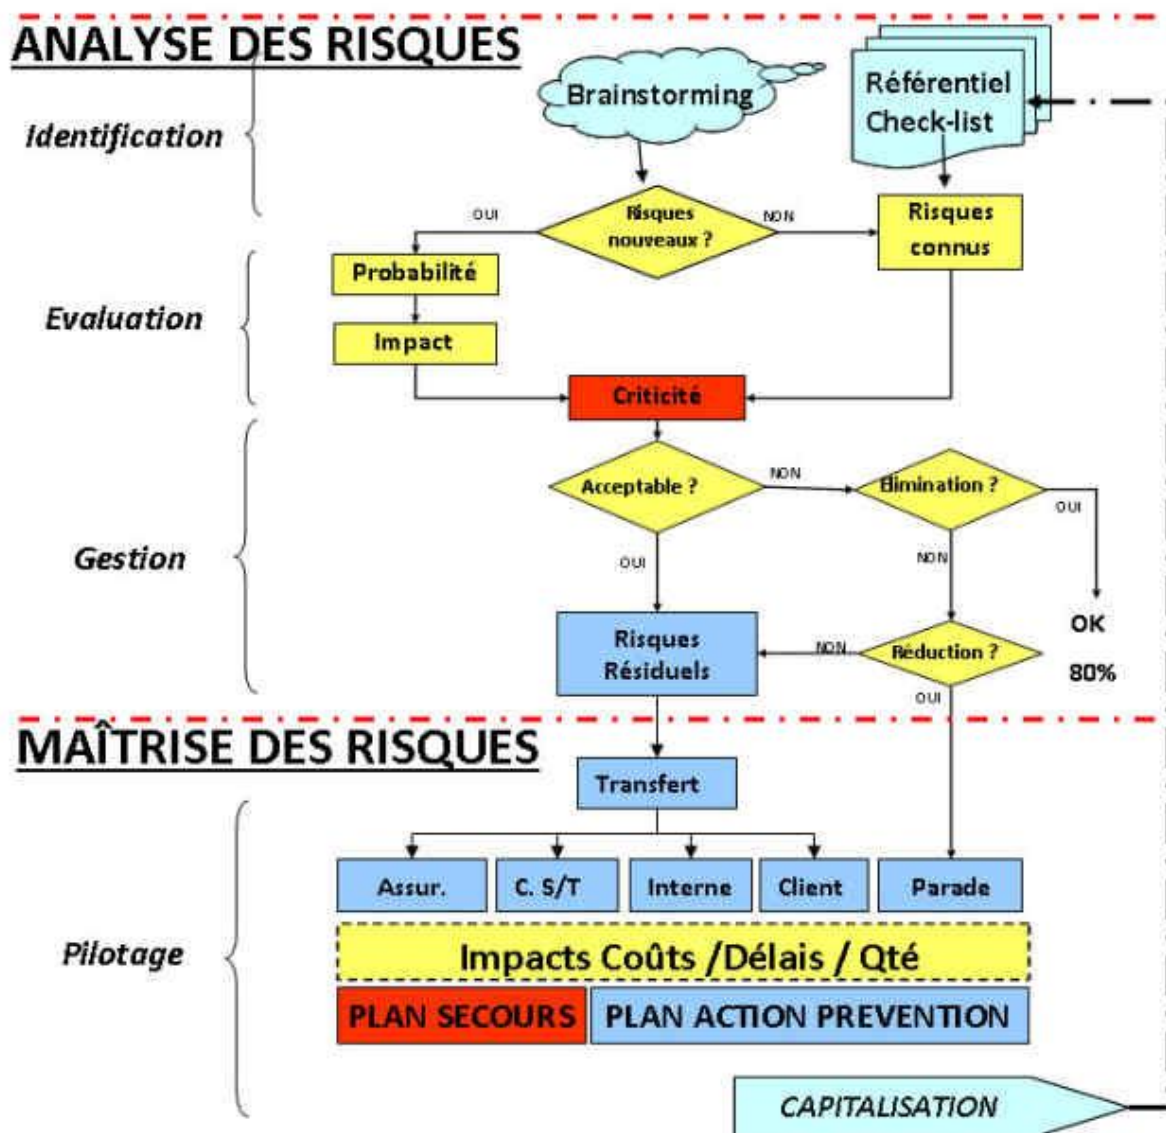 ANALYSE DES RISQUES
Brainstorming
Référentiel
Check-list
Identification
OUI
Risques
nouveaux ?
NON
Risques
connus
Probabilité
Evaluation
Impact
Criticité
Acceptable ?
NON
Elimination ?
OUI
Gestion
OUI
NON
Risques
Résiduels
NON
Réduction ?
OK
80%
OUI
MAÎTRISE DES RISQUES
Transfert
Assur.
C. S/T
Interne
Client
Parade
Pilotage
Impacts Coûts /Délais / Qté
PLAN SECOURS
PLAN ACTION PREVENTION
CAPITALISATION